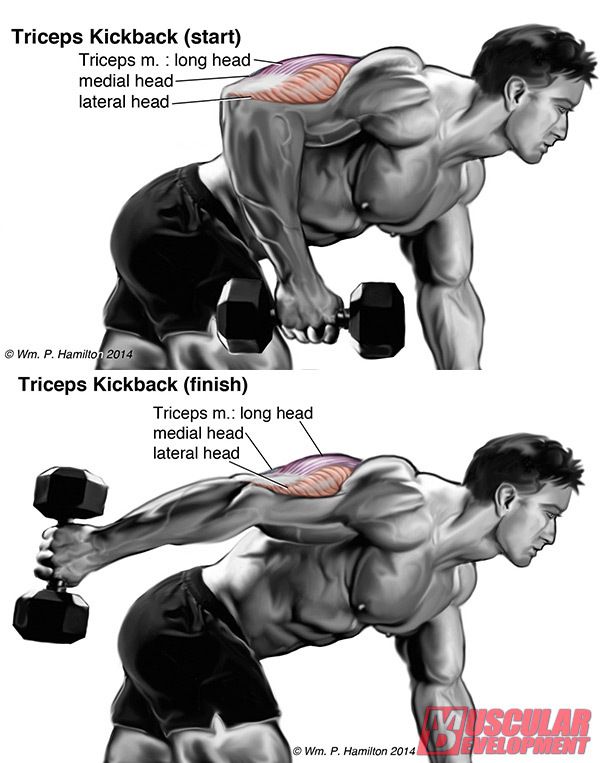 Triceps Kickback (start)
Triceps m. : long head
medial head
lateral head
© Wm. P. Hamilton 2014
Triceps Kickback (finish)
Triceps m.: long head
medial head
lateral head
MUSCULAR
DEVELOPMENT
© Wm. P. Hamilton 2014